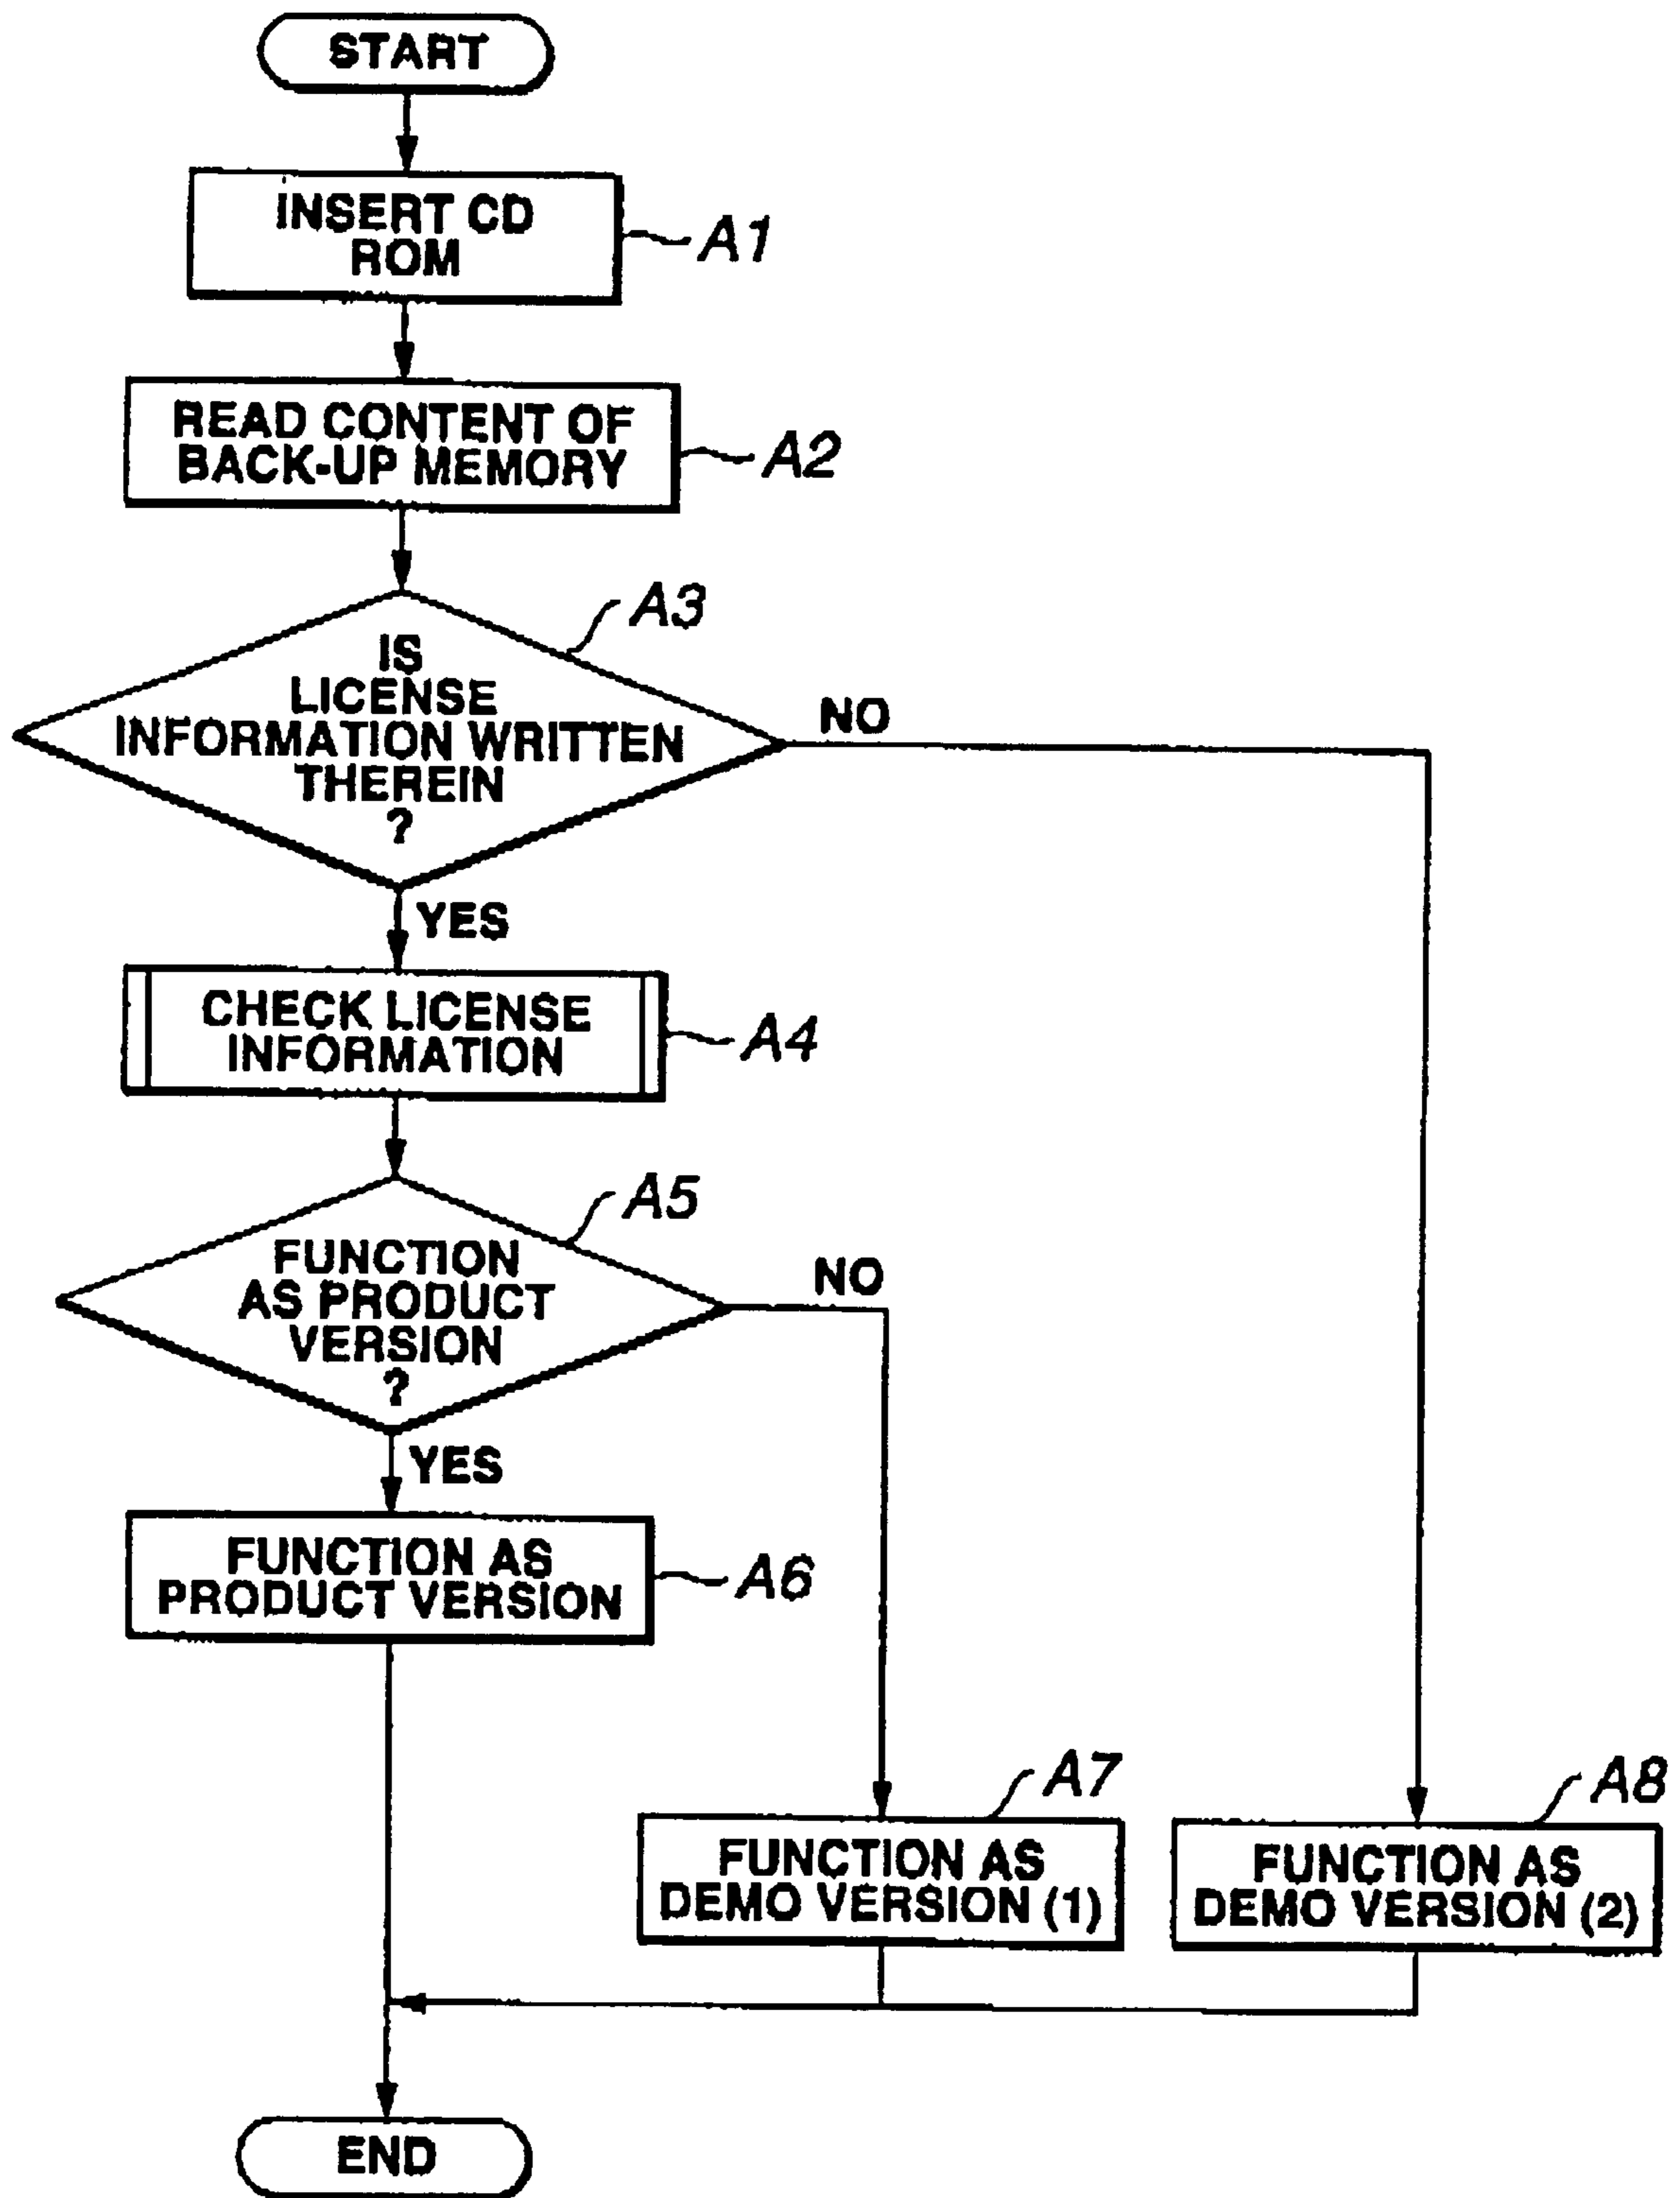 START
INSERT CD
ROM
A1
READ CONTENT OF
BACK-UP MEMORY
A2
A3
IS
LICENSE
INFORMATION WRITTEN
THEREIN
?
NO
YES
CHECK LICENSE
INFORMATION
A4
A5
FUNCTION
AS PRODUCT
VERSION
?
NO
YES
FUNCTION AS
PRODUCT VERSION
A6
A7
FUNCTION AS
DEMO VERSION (1)
A8
FUNCTION AS
DEMO VERSION (2)
END